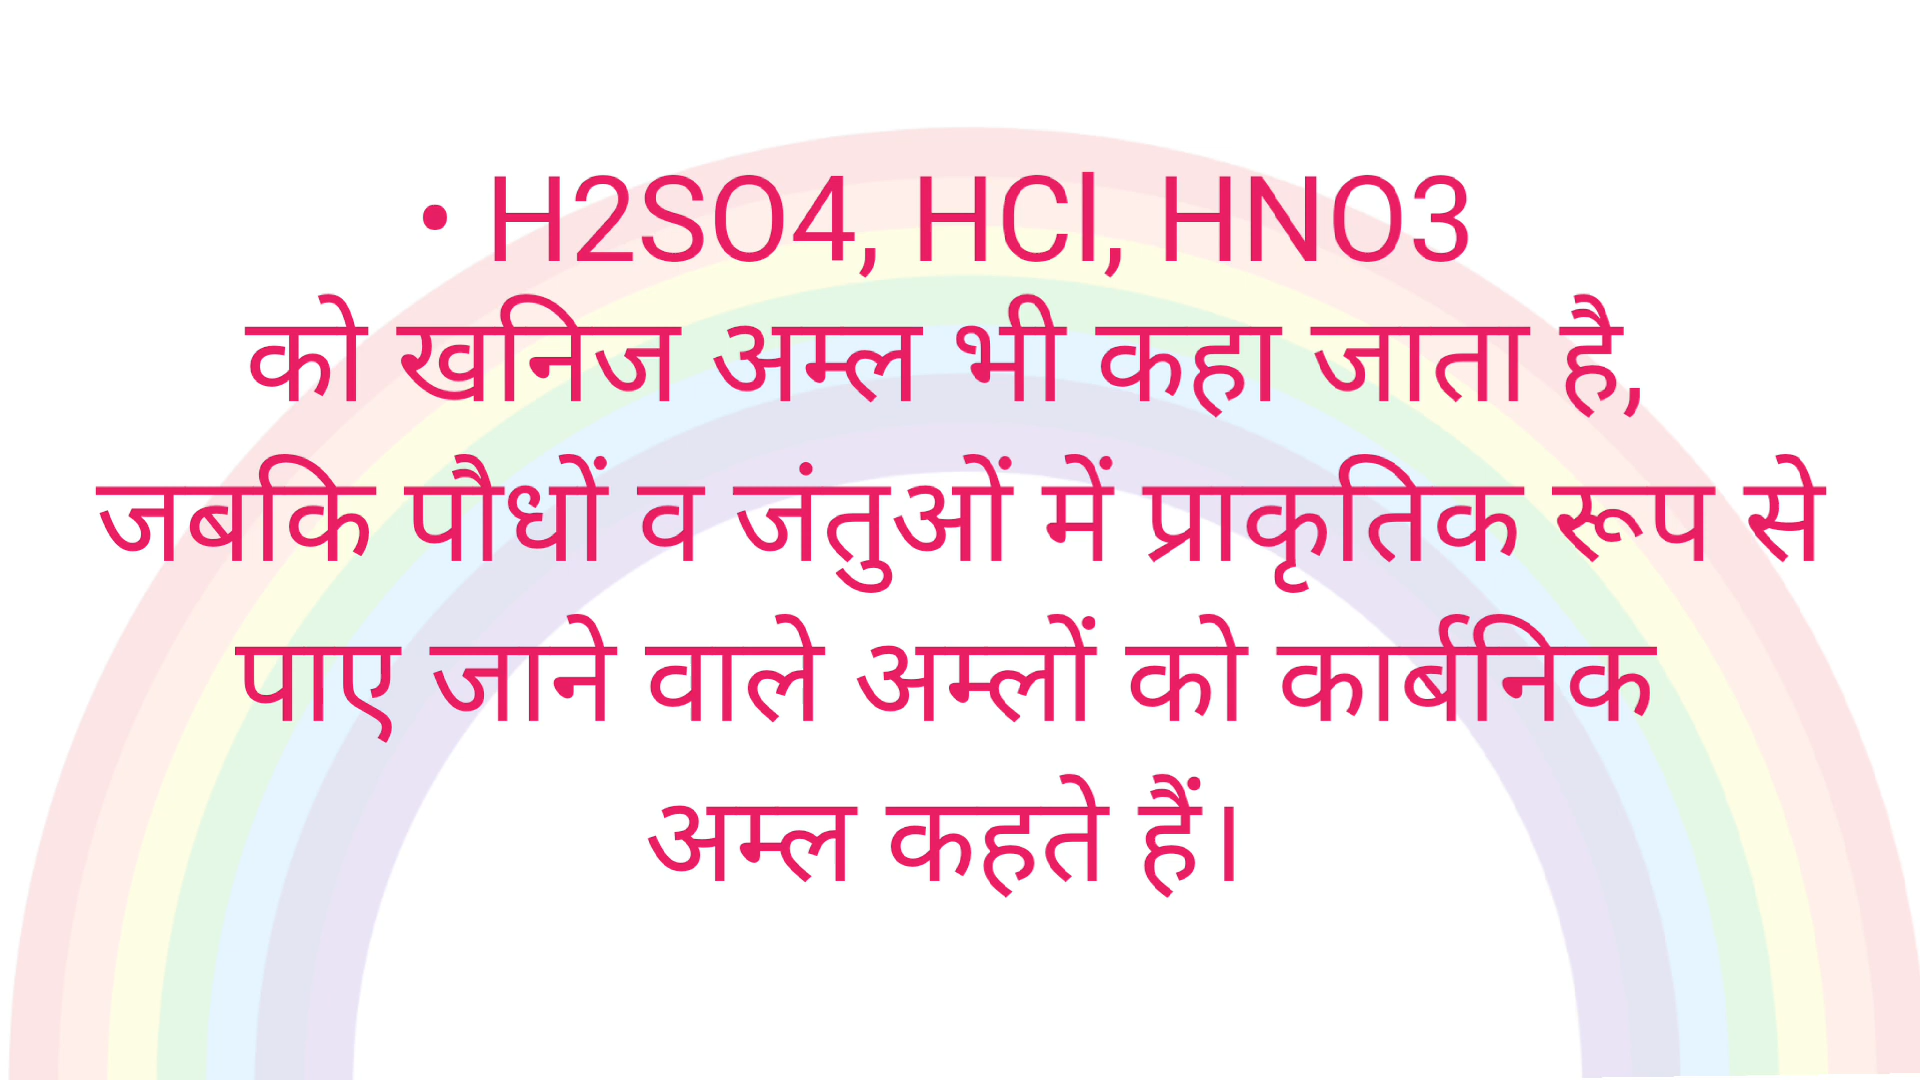 • H2SO4, HCl, HNO3
को खनिज अम्ल भी कहा जाता है,
जबकि पौधों व जंतुओं में प्राकृतिक रूप से
पाए जाने वाले अम्लों को कार्बनिक
अम्ल कहते हैं।